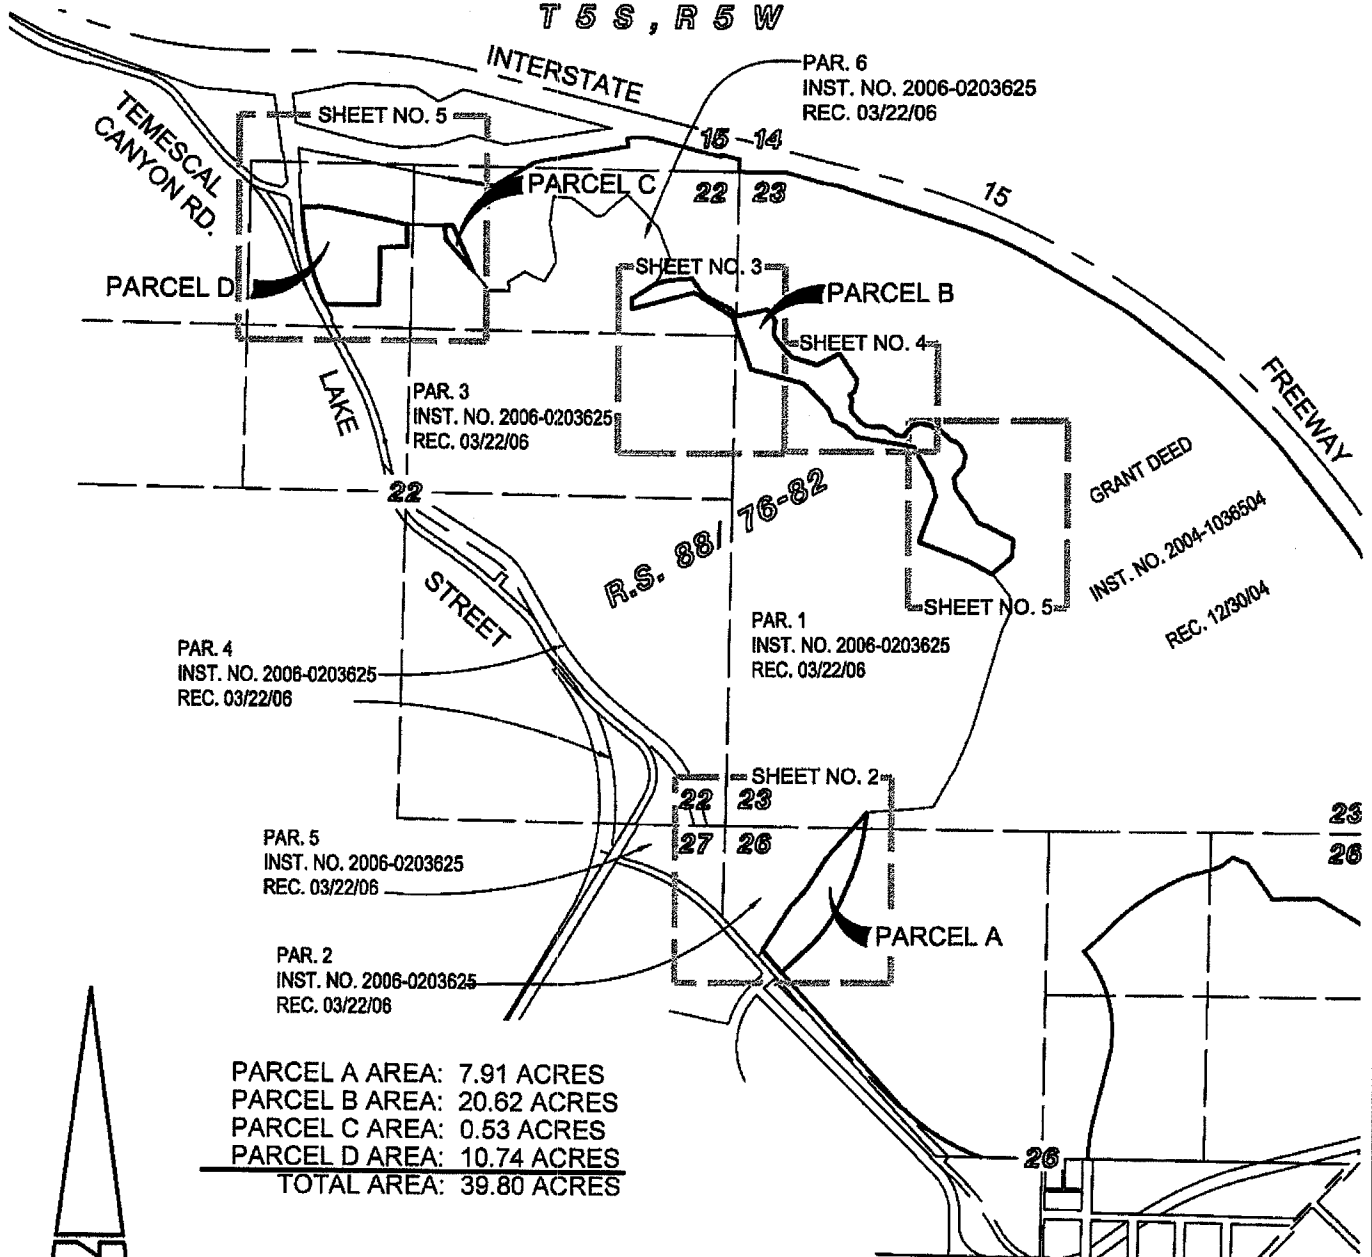 T 5 S , R 5 W
INTERSTATE
PAR. 6
INST. NO. 2006-0203625
REC. 03/22/06
TEMESCAL
CANYON RD.
SHEET NO. 5
15 14
22 23
15
PARCEL C
PARCEL D
SHEET NO. 3
PARCEL B
SHEET NO. 4
FREEWAY
LAKE
PAR. 3
INST. NO. 2006-0203625
REC. 03/22/06
22
R.S. 88/ 76-82
GRANT DEED
INST. NO. 2004-1036504
REC. 12/30/04
STREET
SHEET NO. 5
PAR. 1
INST. NO. 2006-0203625
REC. 03/22/06
PAR. 4
INST. NO. 2006-0203625
REC. 03/22/06
SHEET NO. 2
22 23
27 26
23
26
PAR. 5
INST. NO. 2006-0203625
REC. 03/22/06
PARCEL A
PAR. 2
INST. NO. 2006-0203625
REC. 03/22/06
PARCEL A AREA: 7.91 ACRES
PARCEL B AREA: 20.62 ACRES
PARCEL C AREA: 0.53 ACRES
PARCEL D AREA: 10.74 ACRES
TOTAL AREA: 39.80 ACRES
26
N